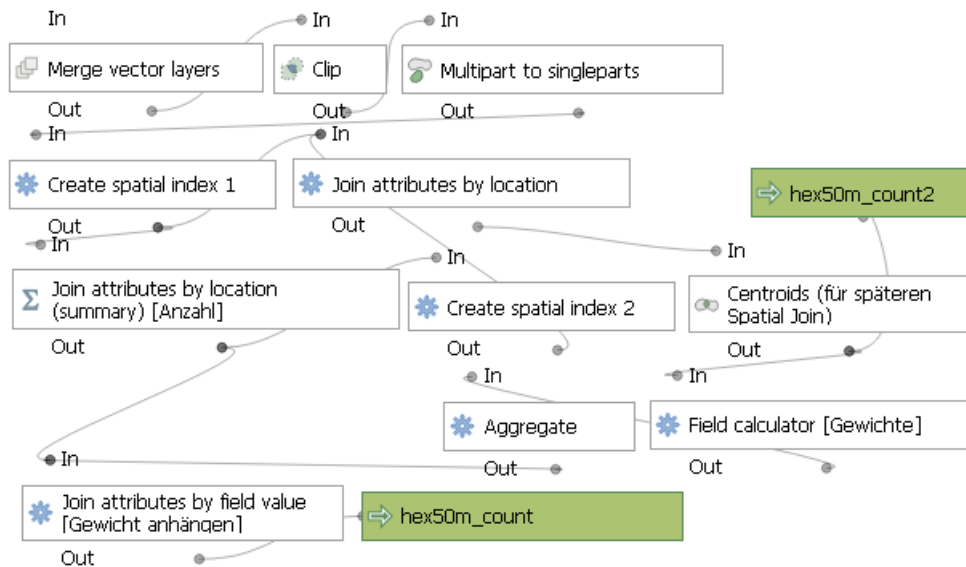 In
In
In
Merge vector layers
Clip
Multipart to singleparts
Out
Out
Out
In
In
Create spatial index 1
Join attributes by location
hex50m_count2
Out
Out
In
In
In
Join attributes by location
(summary) [Anzahl]
Create spatial index 2
Centroids (für späteren
Spatial Join)
Out
Out
Out
In
In
Aggregate
Field calculator [Gewichte]
Out
Out
In
Join attributes by field value
[Gewicht anhängen]
hex50m_count
Out